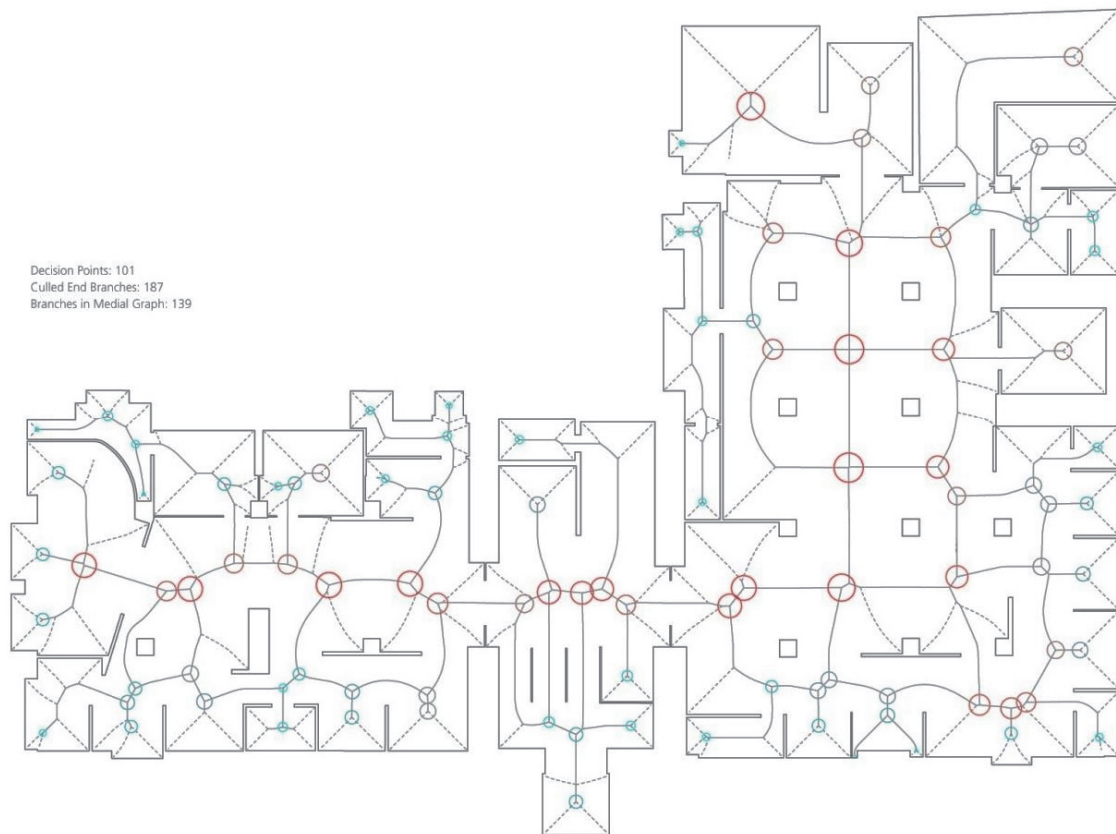 Decision Points: 101
Culled End Branches: 187
Branches in Medial Graph: 139